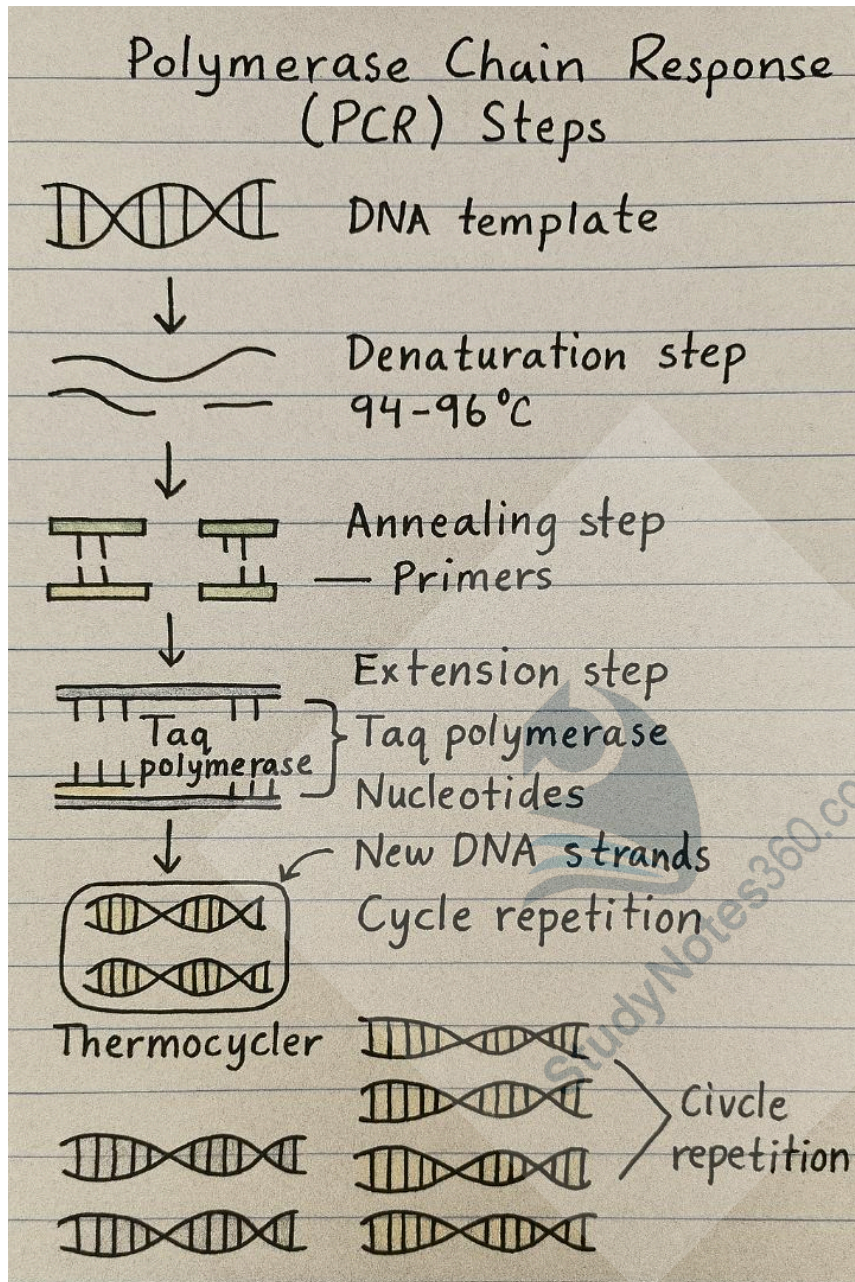 Polymerase Chain Response
(PCR) Steps
DNA template
Denaturation step
94-96°C
Annealing step
— Primers
Extension step
Taq
polymerase
Taq polymerase
Nucleotides
New DNA strands
Cycle repetition
Thermocycler
Civcle
repetition
StudyNotes360.co